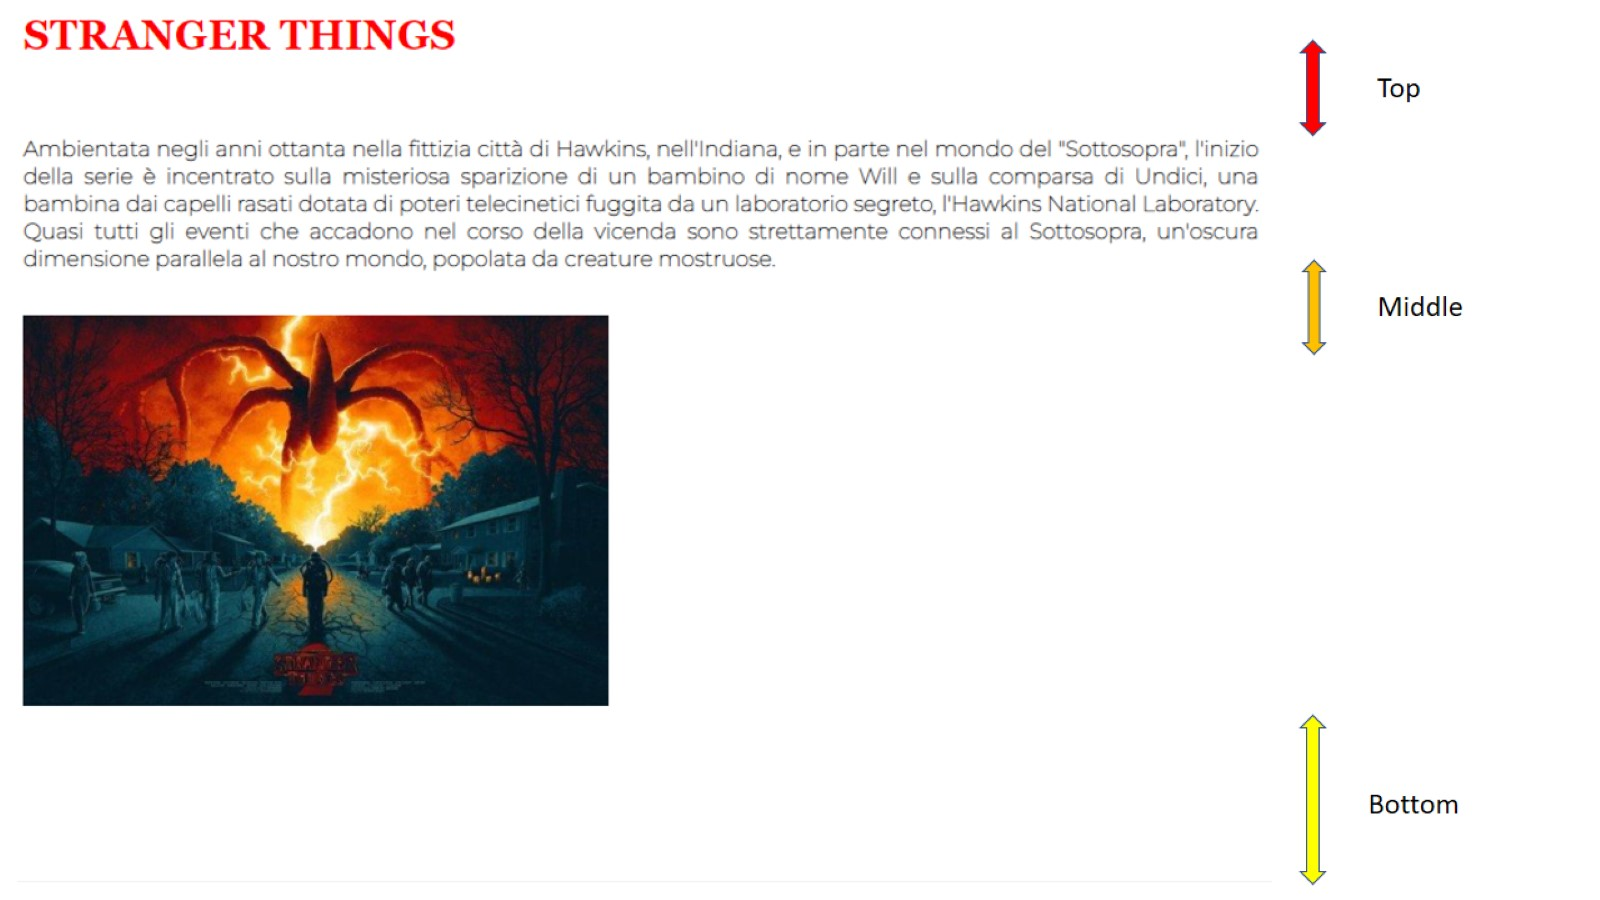 STRANGER THINGS
Top
Ambientata negli anni ottanta nella fittizia città di Hawkins, nell'Indiana, e in parte nel mondo del "Sottosopra", l'inizio
della serie è incentrato sulla misteriosa sparizione di un bambino di nome Will e sulla comparsa di Undici, una
bambina dai capelli rasati dotata di poteri telecinetici fuggita da un laboratorio segreto, l'Hawkins National Laboratory.
Quasi tutti gli eventi che accadono nel corso della vicenda sono strettamente connessi al Sottosopra, un'oscura
dimensione parallela al nostro mondo, popolata da creature mostruose.
Middle
Bottom